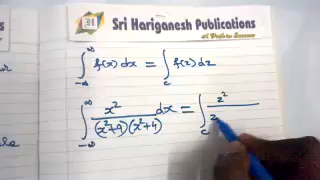 Sri Hariganesh Publications
∫_{-∞}^{∞} f(x) dx = ∫_c f(z) dz
∫_{-∞}^{∞} x²/((x²+9)(x²+4)) dx = ∫_c z²/z